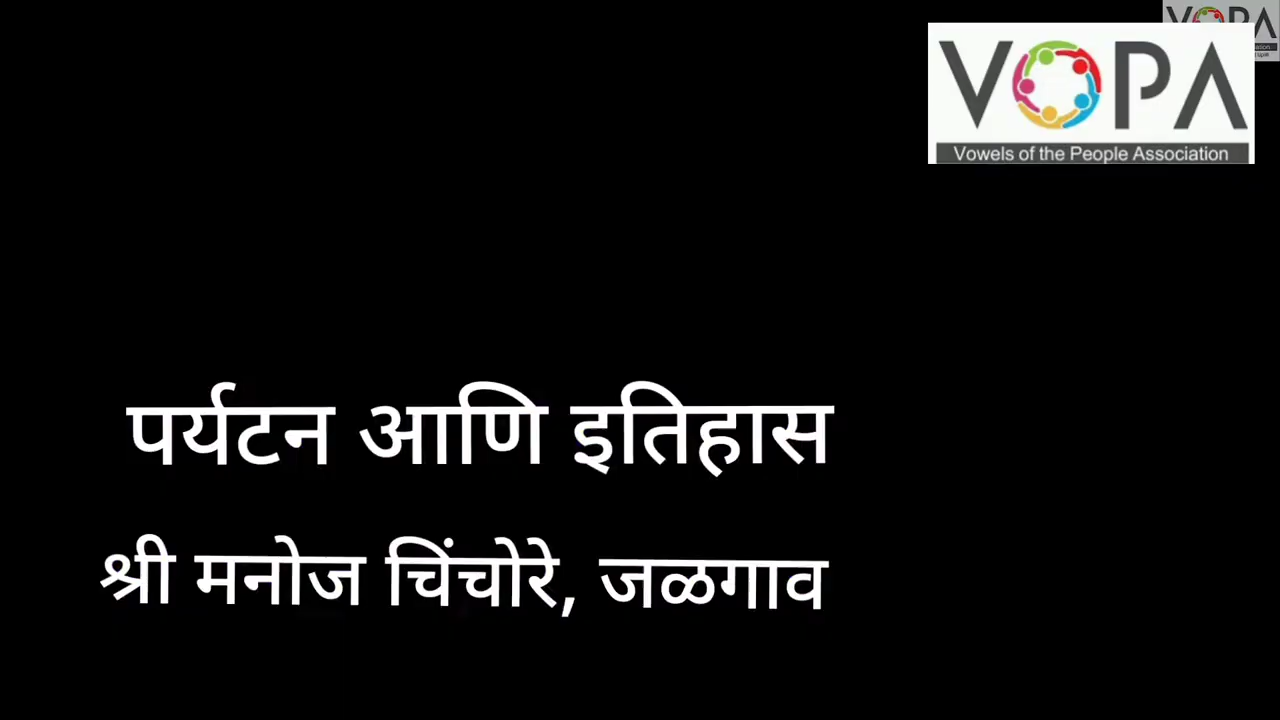 VOPA
Vowels of the People Association
पर्यटन आणि इतिहास
श्री मनोज चिंचोरे, जळगाव